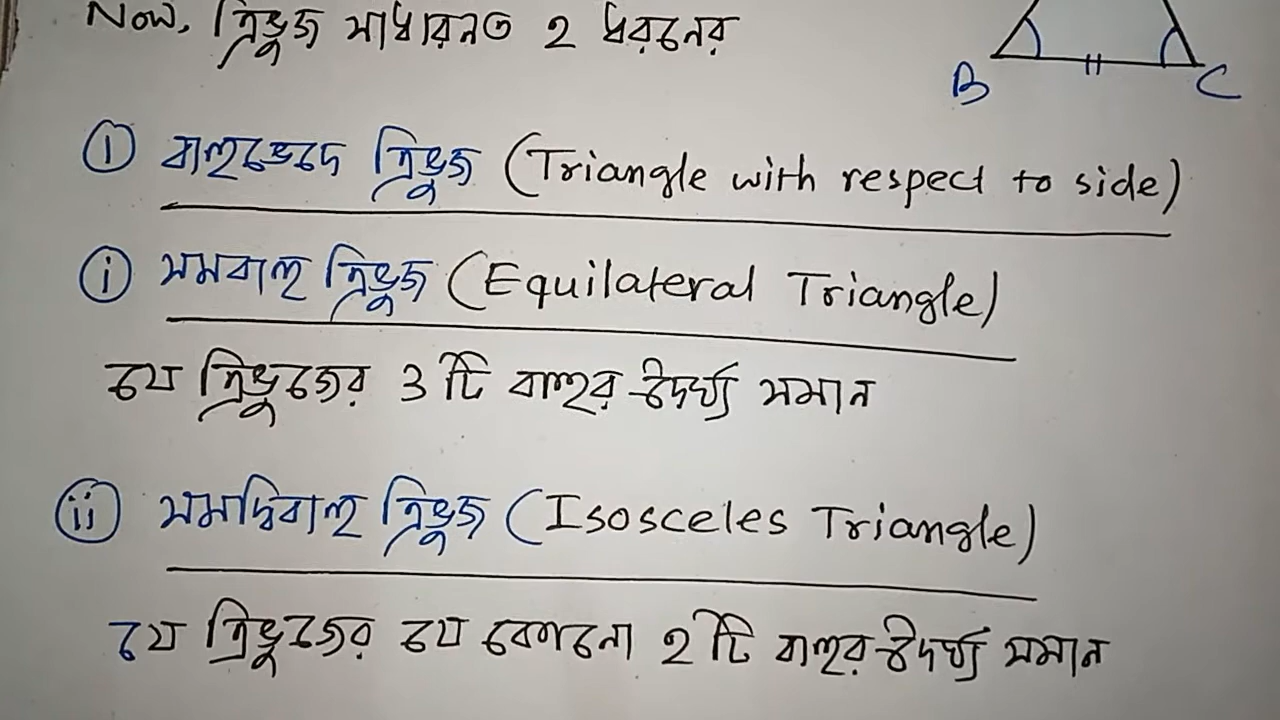 Now, ত্রিভুজ সাধারনত 2 ধরনের
B C
① বাহুভেদে ত্রিভুজ (Triangle with respect to side)
ⓘ সমবাহু ত্রিভুজ (Equilateral Triangle)
যে ত্রিভুজের ৩ টি বাহুর দৈর্ঘ্য সমান
(ii) সমদ্বিবাহু ত্রিভুজ (Isosceles Triangle)
যে ত্রিভুজের যে কোনো 2 টি বাহুর দৈর্ঘ্য সমান